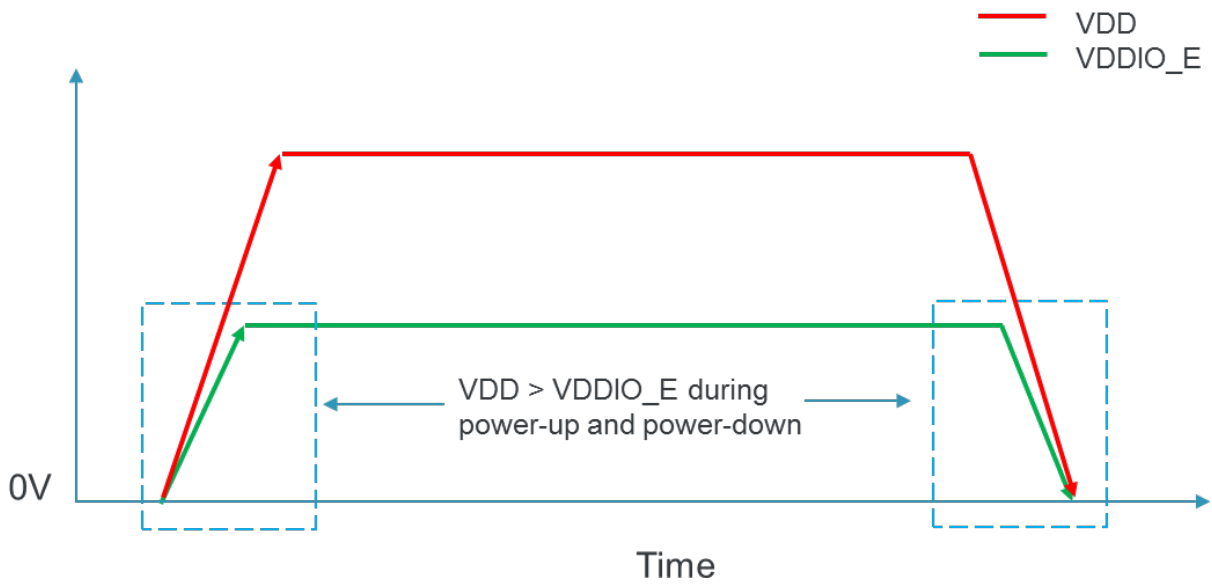 VDD
VDDIO_E
VDD > VDDIO_E during
power-up and power-down
0V
Time